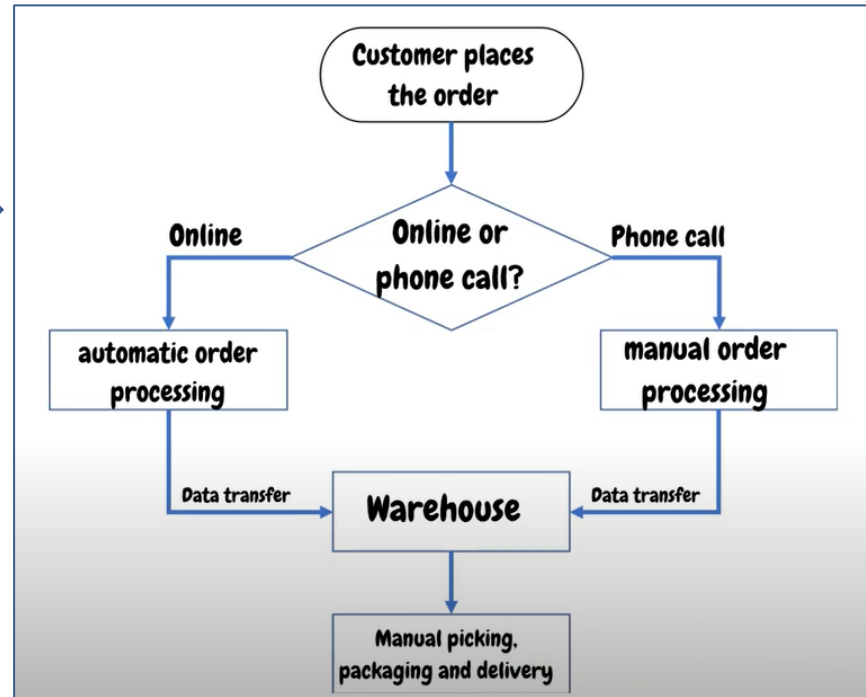 Customer places
the order
Online or
phone call?
Online
Phone call
automatic order
processing
manual order
processing
Data transfer
Data transfer
Warehouse
Manual picking,
packaging and delivery